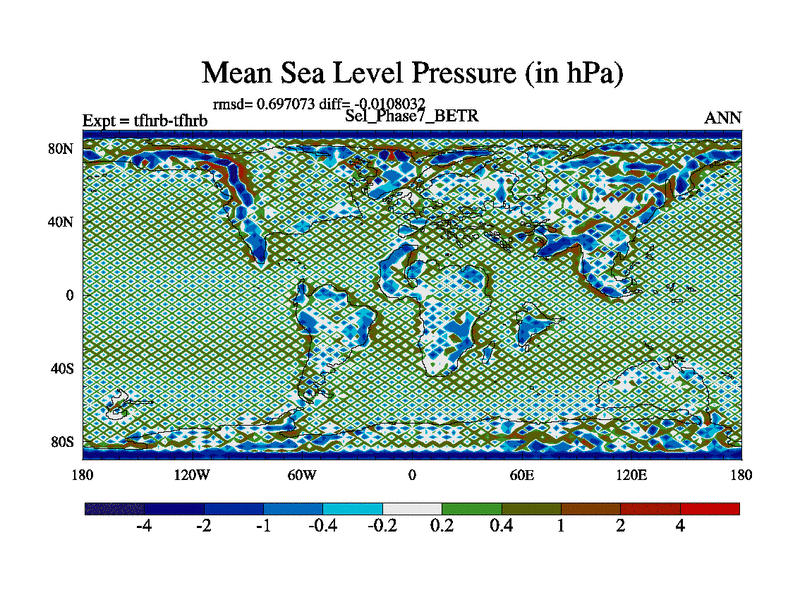 Mean Sea Level Pressure (in hPa)
rmsd= 0.697073 diff= -0.0108032
Expt = tfhrb-tfhrb
Sel_Phase7_BETR
ANN
80N
40N
0
40S
80S
180 120W 60W 0 60E 120E 180
-4 -2 -1 -0.4 -0.2 0.2 0.4 1 2 4